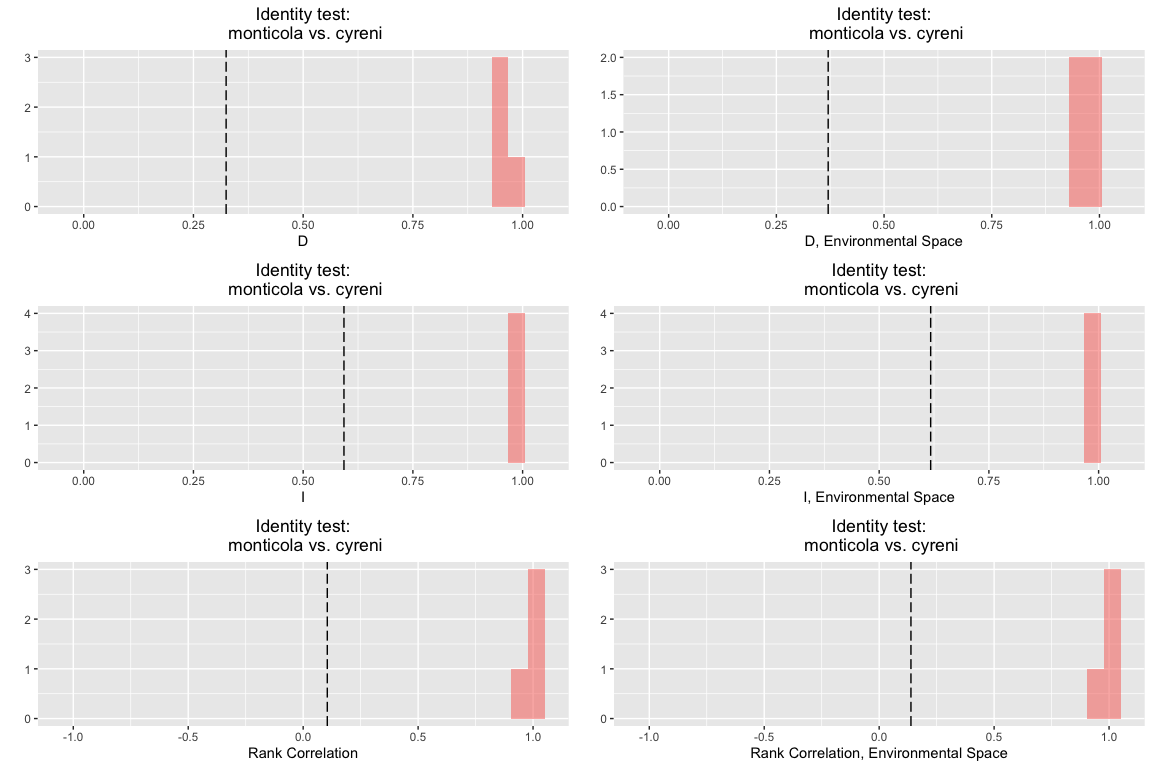 Identity test:
monticola vs. cyreni
3
2
1
0
0.00 0.25 0.50 0.75 1.00
D
Identity test:
monticola vs. cyreni
2.0
1.5
1.0
0.5
0.0
0.00 0.25 0.50 0.75 1.00
D, Environmental Space
Identity test:
monticola vs. cyreni
4
3
2
1
0
0.00 0.25 0.50 0.75 1.00
I
Identity test:
monticola vs. cyreni
4
3
2
1
0
0.00 0.25 0.50 0.75 1.00
I, Environmental Space
Identity test:
monticola vs. cyreni
3
2
1
0
-1.0 -0.5 0.0 0.5 1.0
Rank Correlation
Identity test:
monticola vs. cyreni
3
2
1
0
-1.0 -0.5 0.0 0.5 1.0
Rank Correlation, Environmental Space